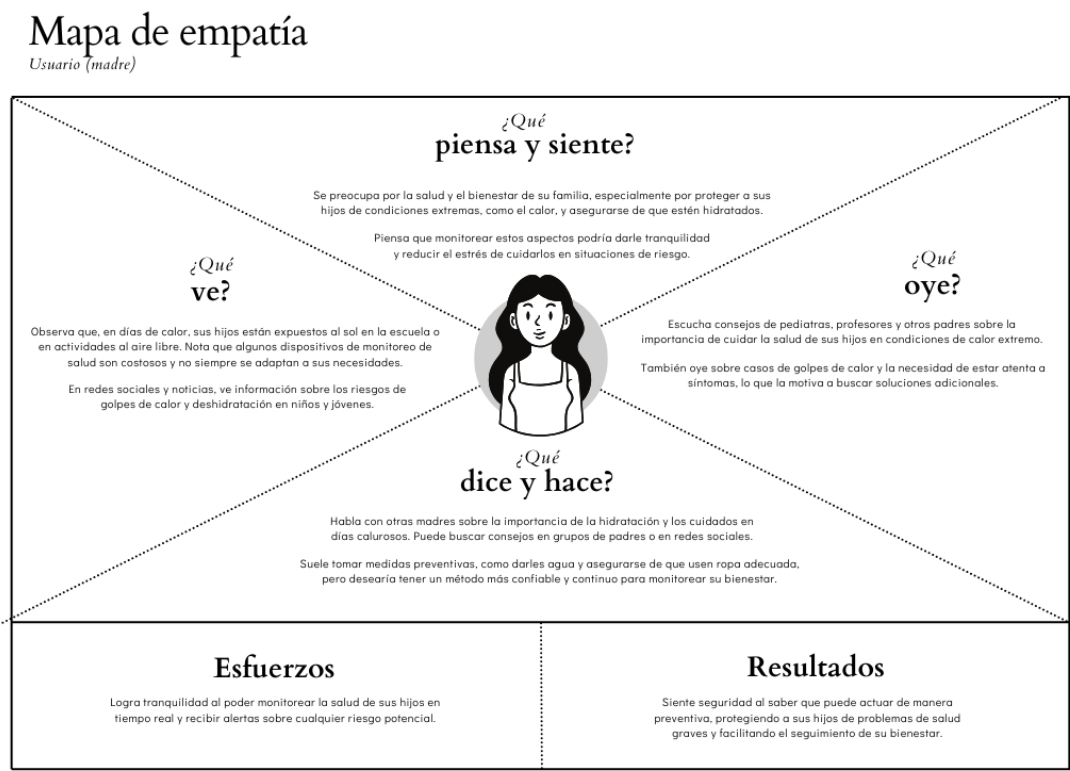 Mapa de empatía
Usuario (madre)
¿Qué
piensa y siente?
Se preocupa por la salud y el bienestar de su familia, especialmente por proteger a sus
hijos de condiciones extremas, como el calor, y asegurarse de que estén hidratados.
Piensa que monitorear estos aspectos podría darle tranquilidad
y reducir el estrés de cuidarlos en situaciones de riesgo.
¿Qué
ve?
Observa que, en días de calor, sus hijos están expuestos al sol en la escuela o
en actividades al aire libre. Nota que algunos dispositivos de monitoreo de
salud son costosos y no siempre se adaptan a sus necesidades.
En redes sociales y noticias, ve información sobre los riesgos de
golpes de calor y deshidratación en niños y jóvenes.
¿Qué
oye?
Escucha consejos de pediatras, profesores y otros padres sobre la
importancia de cuidar la salud de sus hijos en condiciones de calor extremo.
También oye sobre casos de golpes de calor y la necesidad de estar atenta a
síntomas, lo que la motiva a buscar soluciones adicionales.
¿Qué
dice y hace?
Habla con otras madres sobre la importancia de la hidratación y los cuidados en
días calurosos. Puede buscar consejos en grupos de padres o en redes sociales.
Suele tomar medidas preventivas, como darles agua y asegurarse de que usen ropa adecuada,
pero desearía tener un método más confiable y continuo para monitorear su bienestar.
Esfuerzos
Logra tranquilidad al poder monitorear la salud de sus hijos en
tiempo real y recibir alertas sobre cualquier riesgo potencial.
Resultados
Siente seguridad al saber que puede actuar de manera
preventiva, protegiendo a sus hijos de problemas de salud
graves y facilitando el seguimiento de su bienestar.